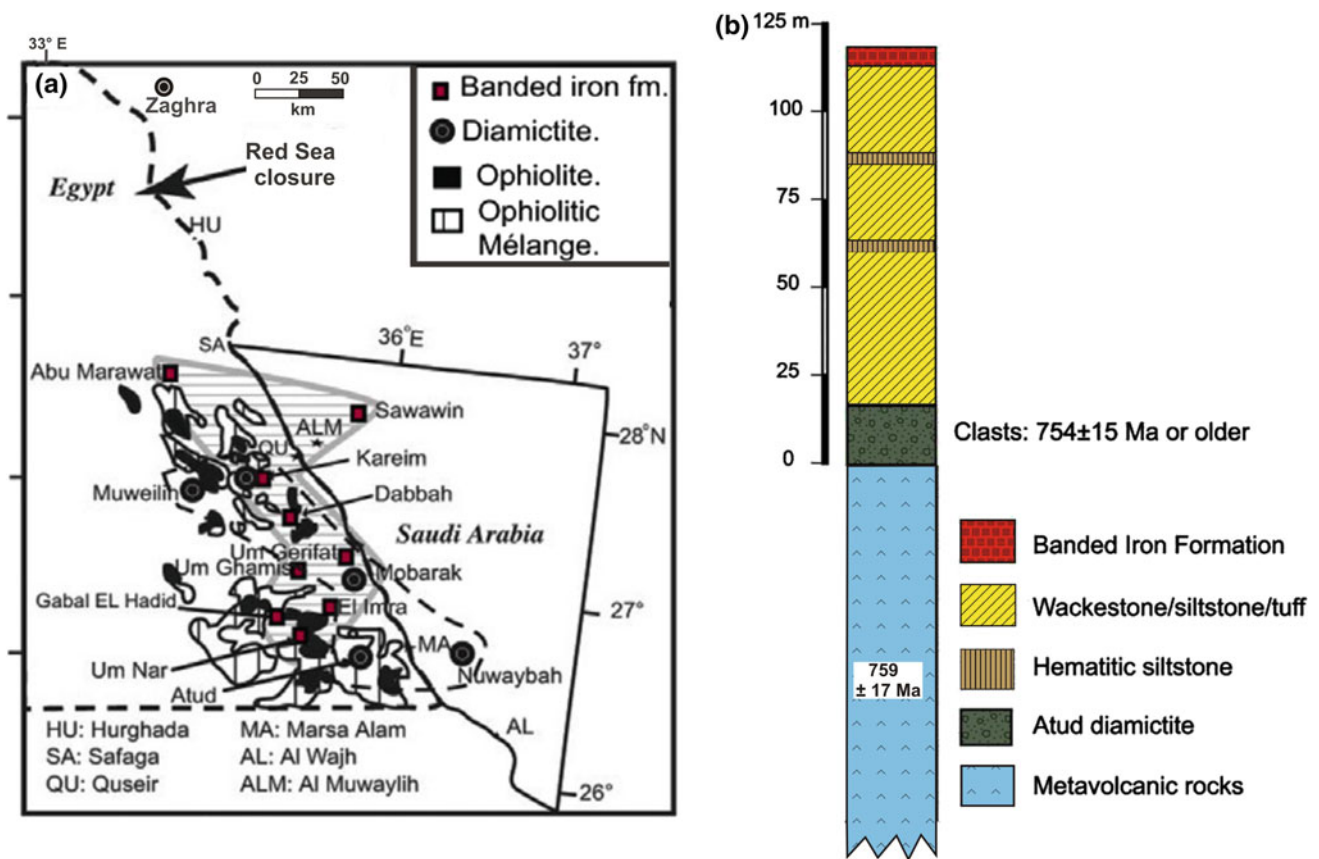 33° E
(a)
Zaghra
0 25 50
km
Banded iron fm.
Diamictite.
Ophiolite.
Ophiolitic
Mélange.
Red Sea
closure
Egypt
HU
SA
36°E
37°
Abu Marawat
Sawawin
ALM
28°N
QU
Kareim
Muweilin
Dabbah
Saudi Arabia
Um Gerifat
Um Ghamis
Mobarak
Gabal EL Hadid
El Imra
27°
Um Nar
MA
Atud
Nuwaybah
AL
HU: Hurghada
SA: Safaga
QU: Quseir
MA: Marsa Alam
AL: Al Wajh
ALM: Al Muwaylih
26°
(b)
125 m
100
75
50
25
0
Clasts: 754±15 Ma or older
759
± 17 Ma
Banded Iron Formation
Wackestone/siltstone/tuff
Hematitic siltstone
Atud diamictite
Metavolcanic rocks